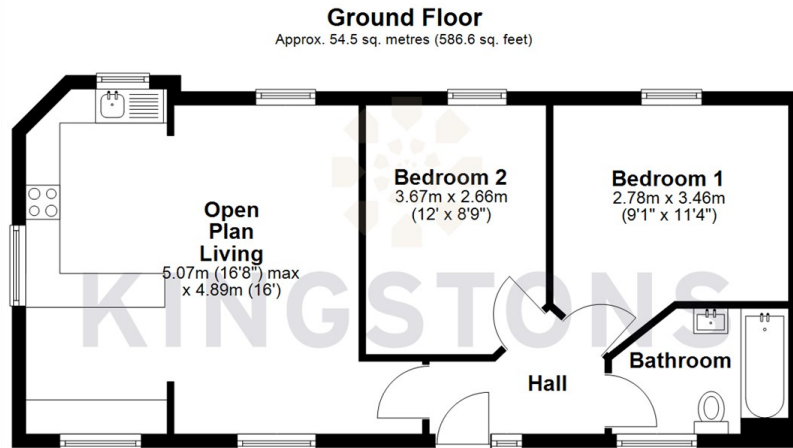 Ground Floor
Approx. 54.5 sq. metres (586.6 sq. feet)
Open
Plan
Living
5.07m (16'8") max
x 4.89m (16')
Bedroom 2
3.67m x 2.66m
(12' x 8'9")
Bedroom 1
2.78m x 3.46m
(9'1" x 11'4")
KINGSTONS
Bathroom
Hall